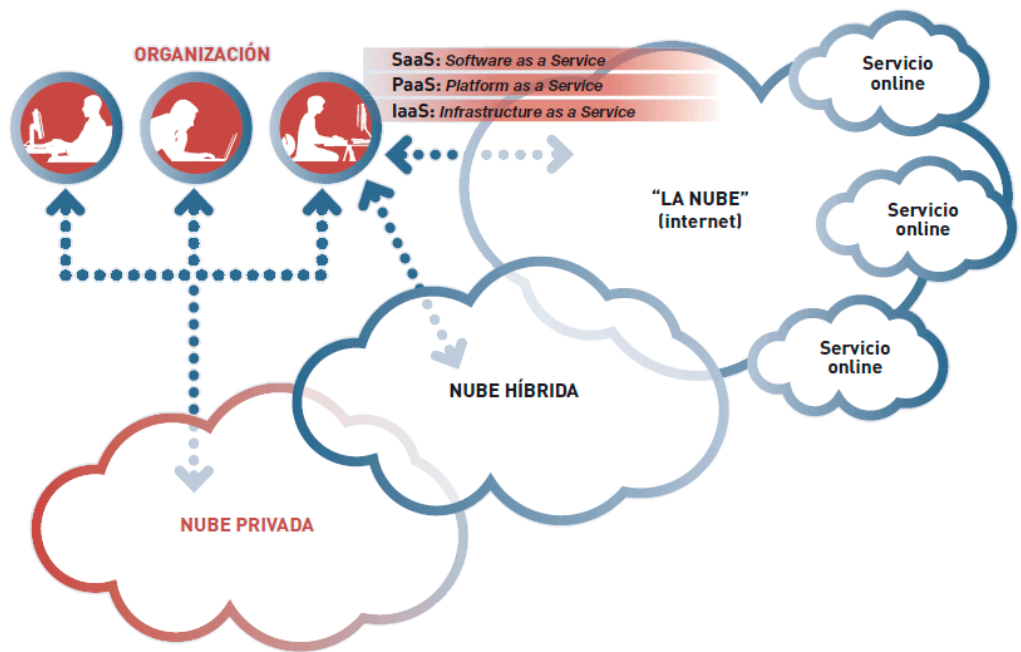 ORGANIZACIÓN
SaaS: Software as a Service
PaaS: Platform as a Service
IaaS: Infrastructure as a Service
Servicio
online
“LA NUBE”
(internet)
Servicio
online
Servicio
online
NUBE HÍBRIDA
NUBE PRIVADA